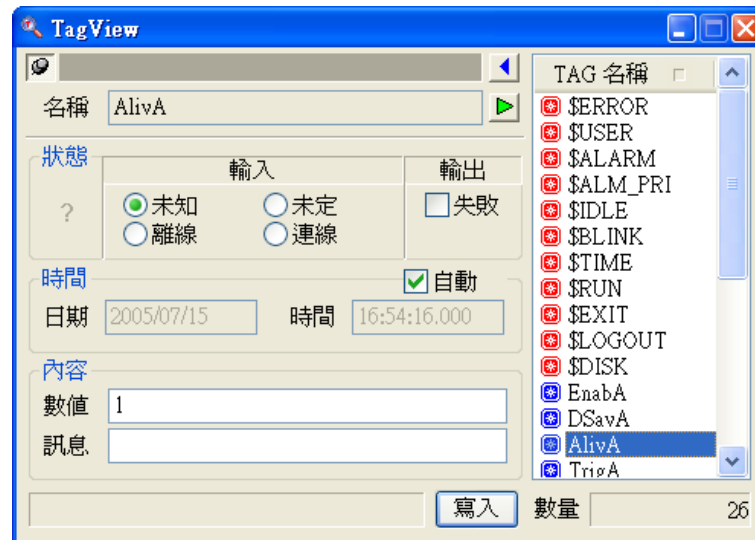 TagView
名稱 AlivA
狀態
?
輸入
未知 未定
離線 連線
輸出
失敗
時間
自動
日期 2005/07/15 時間 16:54:16.000
內容
數值 1
訊息
寫入
TAG 名稱
$ERROR
$USER
$ALARM
$ALM_PRI
$IDLE
$BLINK
$TIME
$RUN
$EXIT
$LOGOUT
$DISK
EnabA
DSavA
AlivA
TrigA
數量 26